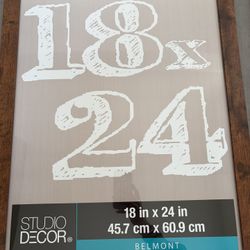 18x
24
STUDIO
DECOR®
18 in x 24 in
45.7 cm x 60.9 cm
BELMONT